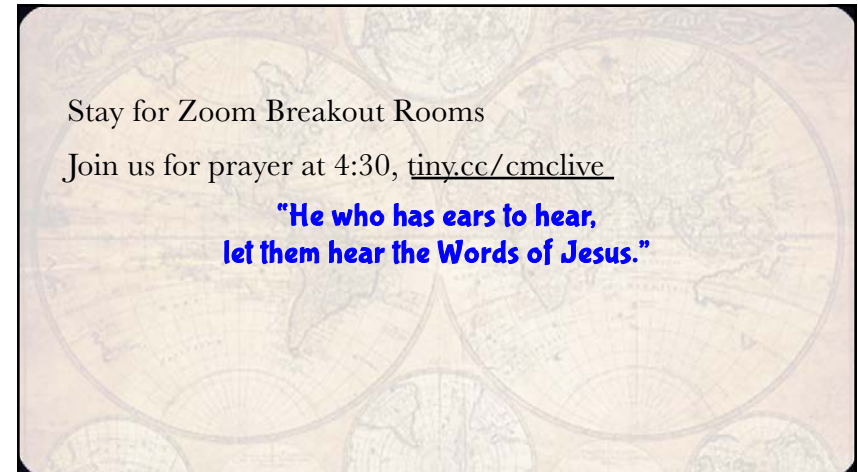 Stay for Zoom Breakout Rooms
Join us for prayer at 4:30, tiny.cc/cmclive
“He who has ears to hear,
let them hear the Words of Jesus.”